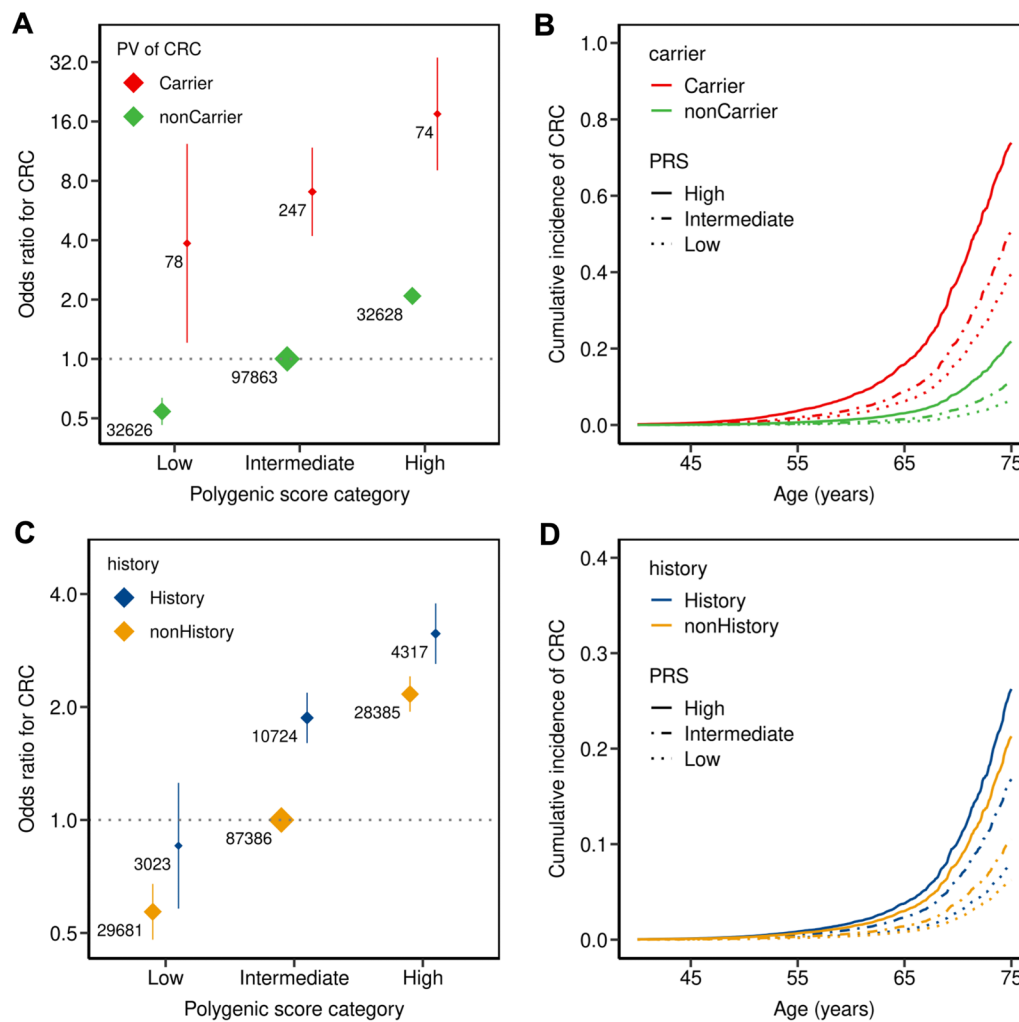 A
PV of CRC
Carrier
nonCarrier
Odds ratio for CRC
32.0
16.0
8.0
4.0
2.0
1.0
0.5
78
247
74
32626
97863
32628
Low
Intermediate
High
Polygenic score category
B
carrier
Carrier
nonCarrier
PRS
High
Intermediate
Low
Cumulative incidence of CRC
1.0
0.8
0.6
0.4
0.2
0.0
45
55
65
75
Age (years)
C
history
History
nonHistory
Odds ratio for CRC
4.0
2.0
1.0
0.5
3023
10724
4317
29681
87386
28385
Low
Intermediate
High
Polygenic score category
D
history
History
nonHistory
PRS
High
Intermediate
Low
Cumulative incidence of CRC
0.4
0.3
0.2
0.1
0.0
45
55
65
75
Age (years)